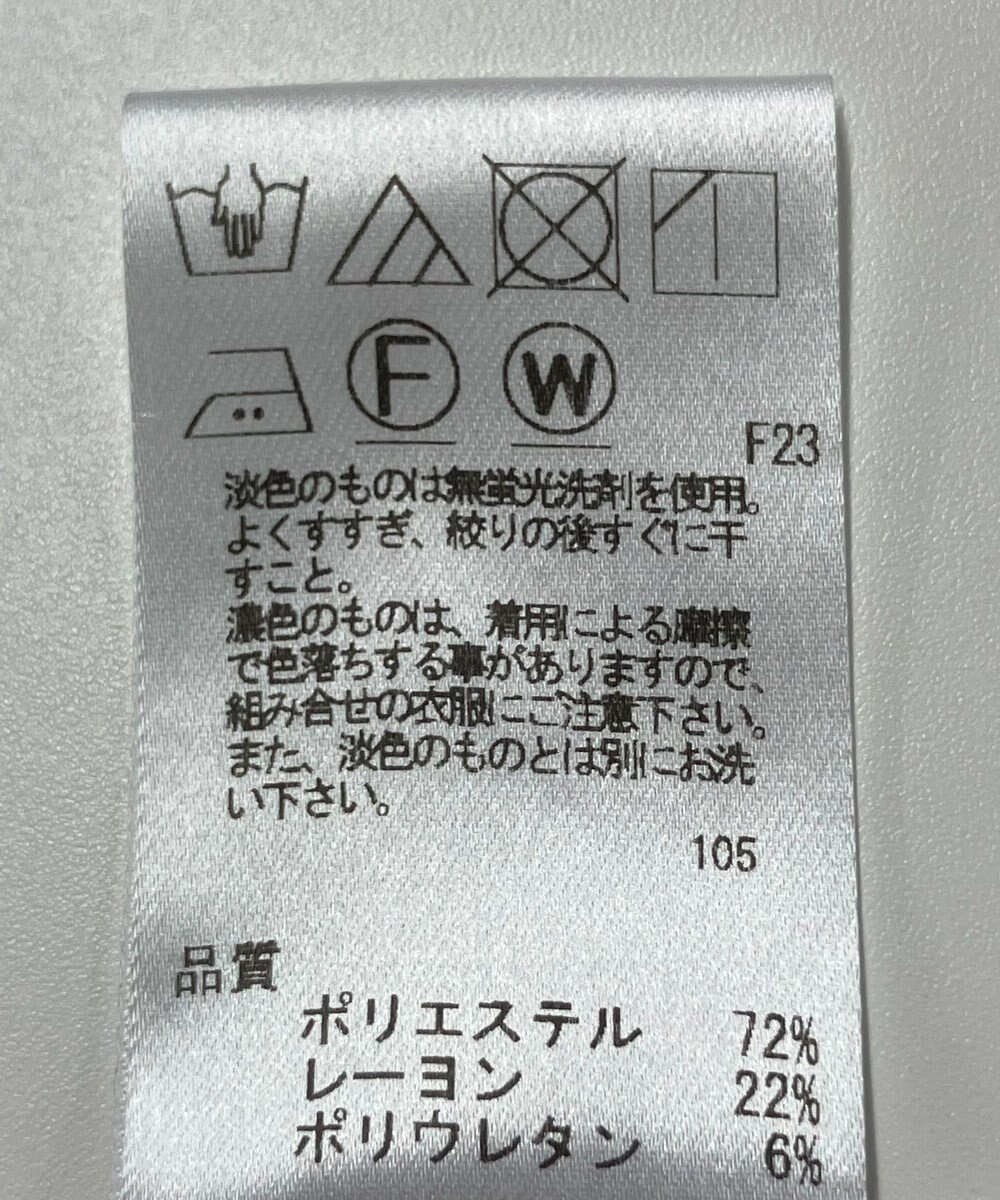 F W
F23
淡色のものは無蛍光洗剤を使用。
よくすすぎ、絞りの後すぐに干
すこと。
濃色のものは、着用による摩擦
で色落ちする事がありますので、
組み合せの衣服にご注意下さい。
また、淡色のものとは別にお洗
い下さい。
105
品質
ポリエステル 72%
レーヨン 22%
ポリウレタン 6%